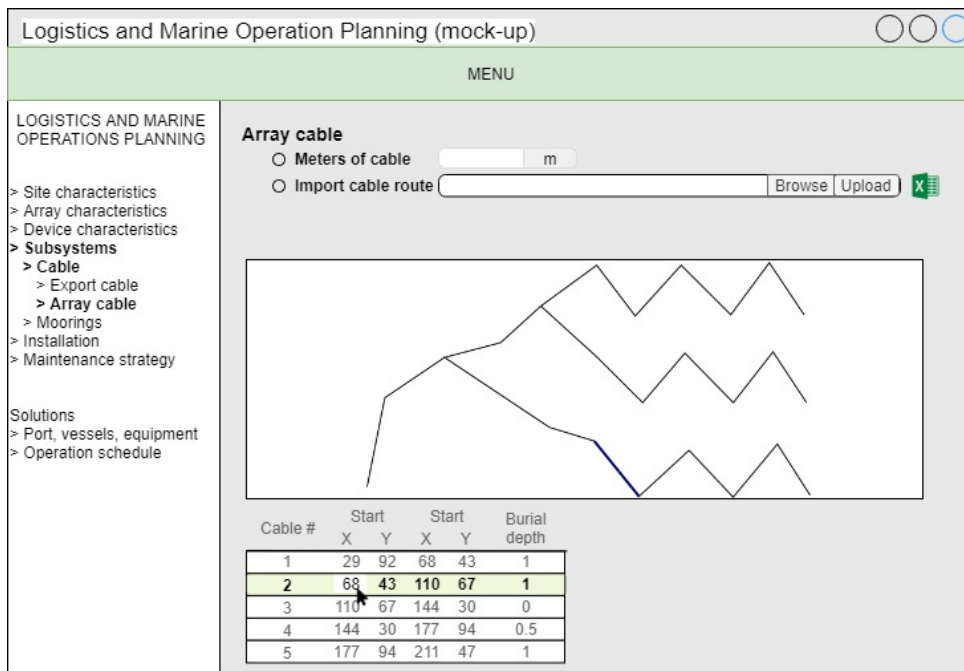 Logistics and Marine Operation Planning (mock-up)
MENU
LOGISTICS AND MARINE
OPERATIONS PLANNING
> Site characteristics
> Array characteristics
> Device characteristics
> Subsystems
> Cable
> Export cable
> Array cable
> Moorings
> Installation
> Maintenance strategy
Solutions
> Port, vessels, equipment
> Operation schedule
Array cable
Meters of cable m
Import cable route Browse Upload
Cable # Start Start Burial
X Y X Y depth
1 29 92 68 43 1
2 68 43 110 67 1
3 110 67 144 30 0
4 144 30 177 94 0.5
5 177 94 211 47 1